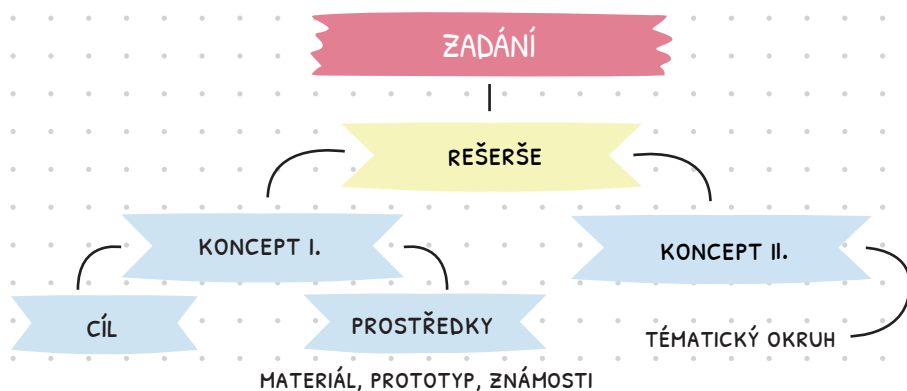 ZADÁNÍ
REŠERŠE
KONCEPT I.
KONCEPT II.
CÍL
PROSTŘEDKY
TÉMATICKÝ OKRUH
MATERIÁL, PROTOTYP, ZNÁMOSTI